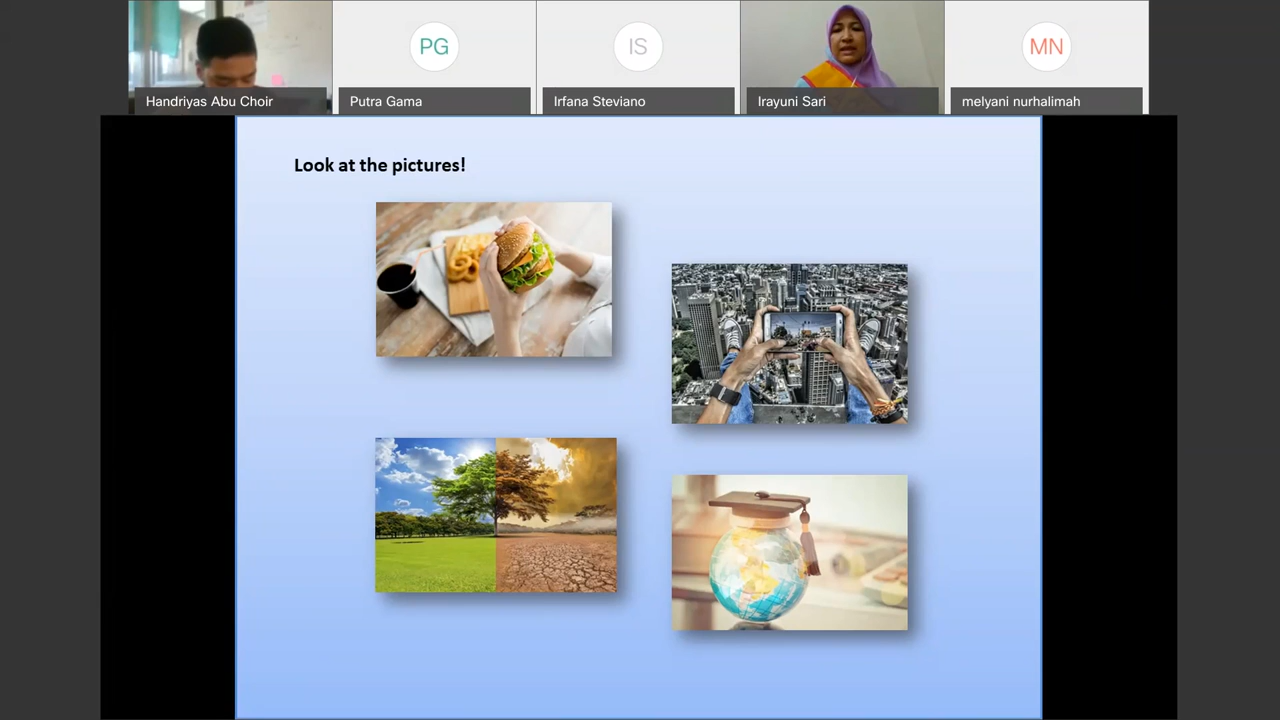 PG
IS
MN
Handriyas Abu Choir
Putra Gama
Irfana Steviano
Irayuni Sari
melyani nurhalimah
Look at the pictures!